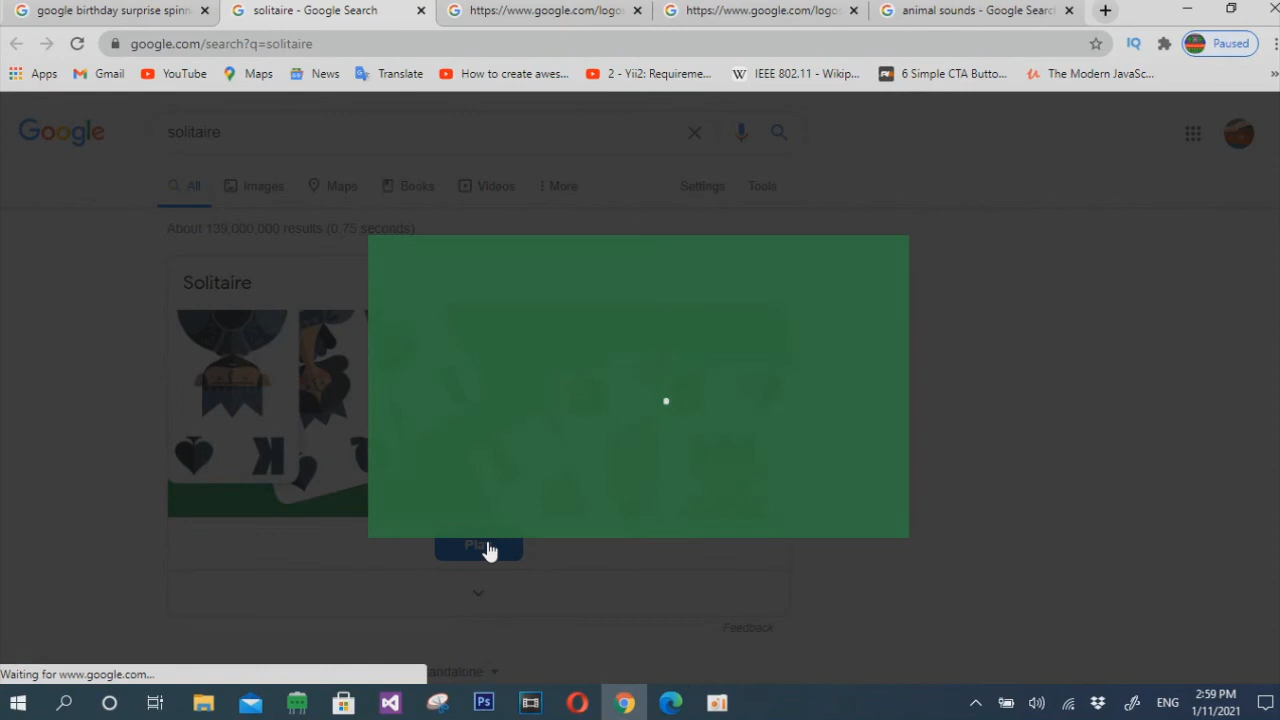 google birthday surprise spinn
solitaire - Google Search
https://www.google.com/logos
https://www.google.com/logos
animal sounds - Google Search
google.com/search?q=solitaire
Paused
Apps
Gmail
YouTube
Maps
News
Translate
How to create awes...
2 - Yii2: Requireme...
IEEE 802.11 - Wikip...
6 Simple CTA Butto...
The Modern JavaSc...
Google
solitaire
All
Images
Maps
Books
Videos
More
Settings
Tools
About 139,000,000 results (0.75 seconds)
Solitaire
K
Play
Feedback
Waiting for www.google.com...
ENG
2:59 PM
1/11/2021